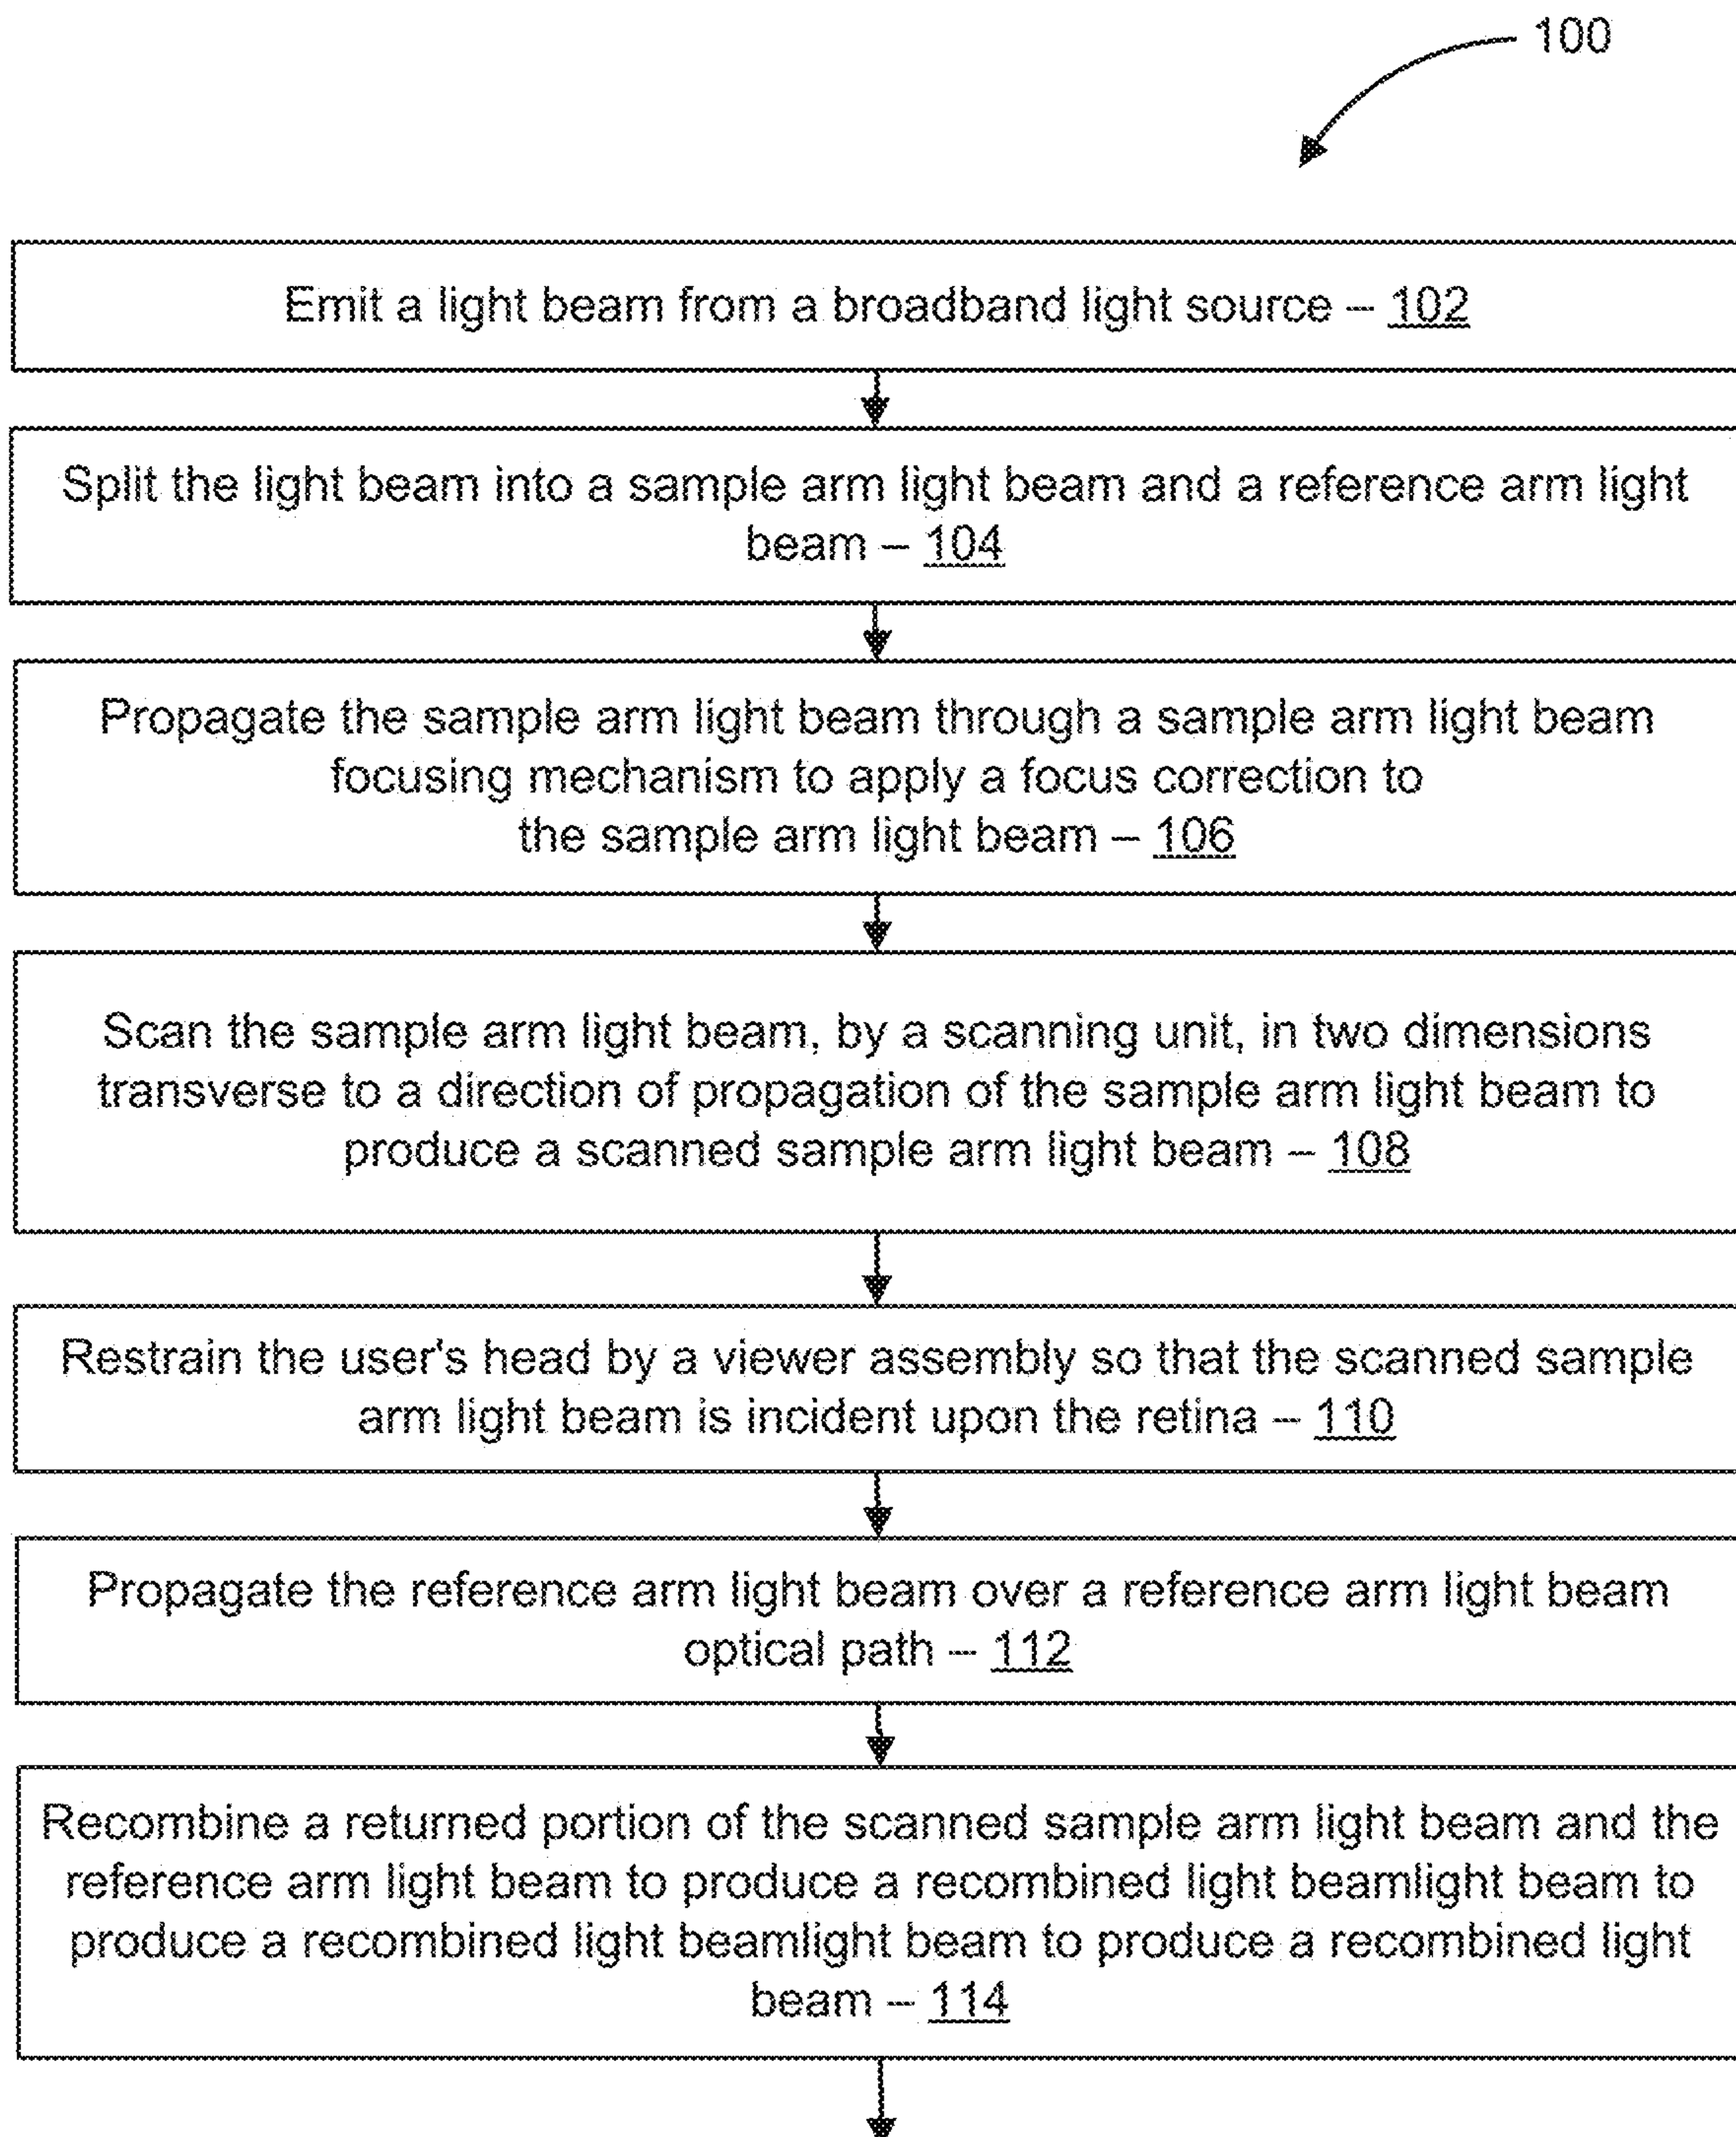 100
Emit a light beam from a broadband light source – 102
Split the light beam into a sample arm light beam and a reference arm light
beam – 104
Propagate the sample arm light beam through a sample arm light beam
focusing mechanism to apply a focus correction to
the sample arm light beam – 106
Scan the sample arm light beam, by a scanning unit, in two dimensions
transverse to a direction of propagation of the sample arm light beam to
produce a scanned sample arm light beam – 108
Restrain the user's head by a viewer assembly so that the scanned sample
arm light beam is incident upon the retina – 110
Propagate the reference arm light beam over a reference arm light beam
optical path – 112
Recombine a returned portion of the scanned sample arm light beam and the
reference arm light beam to produce a recombined light beamlight beam to
produce a recombined light beamlight beam to produce a recombined light
beam – 114